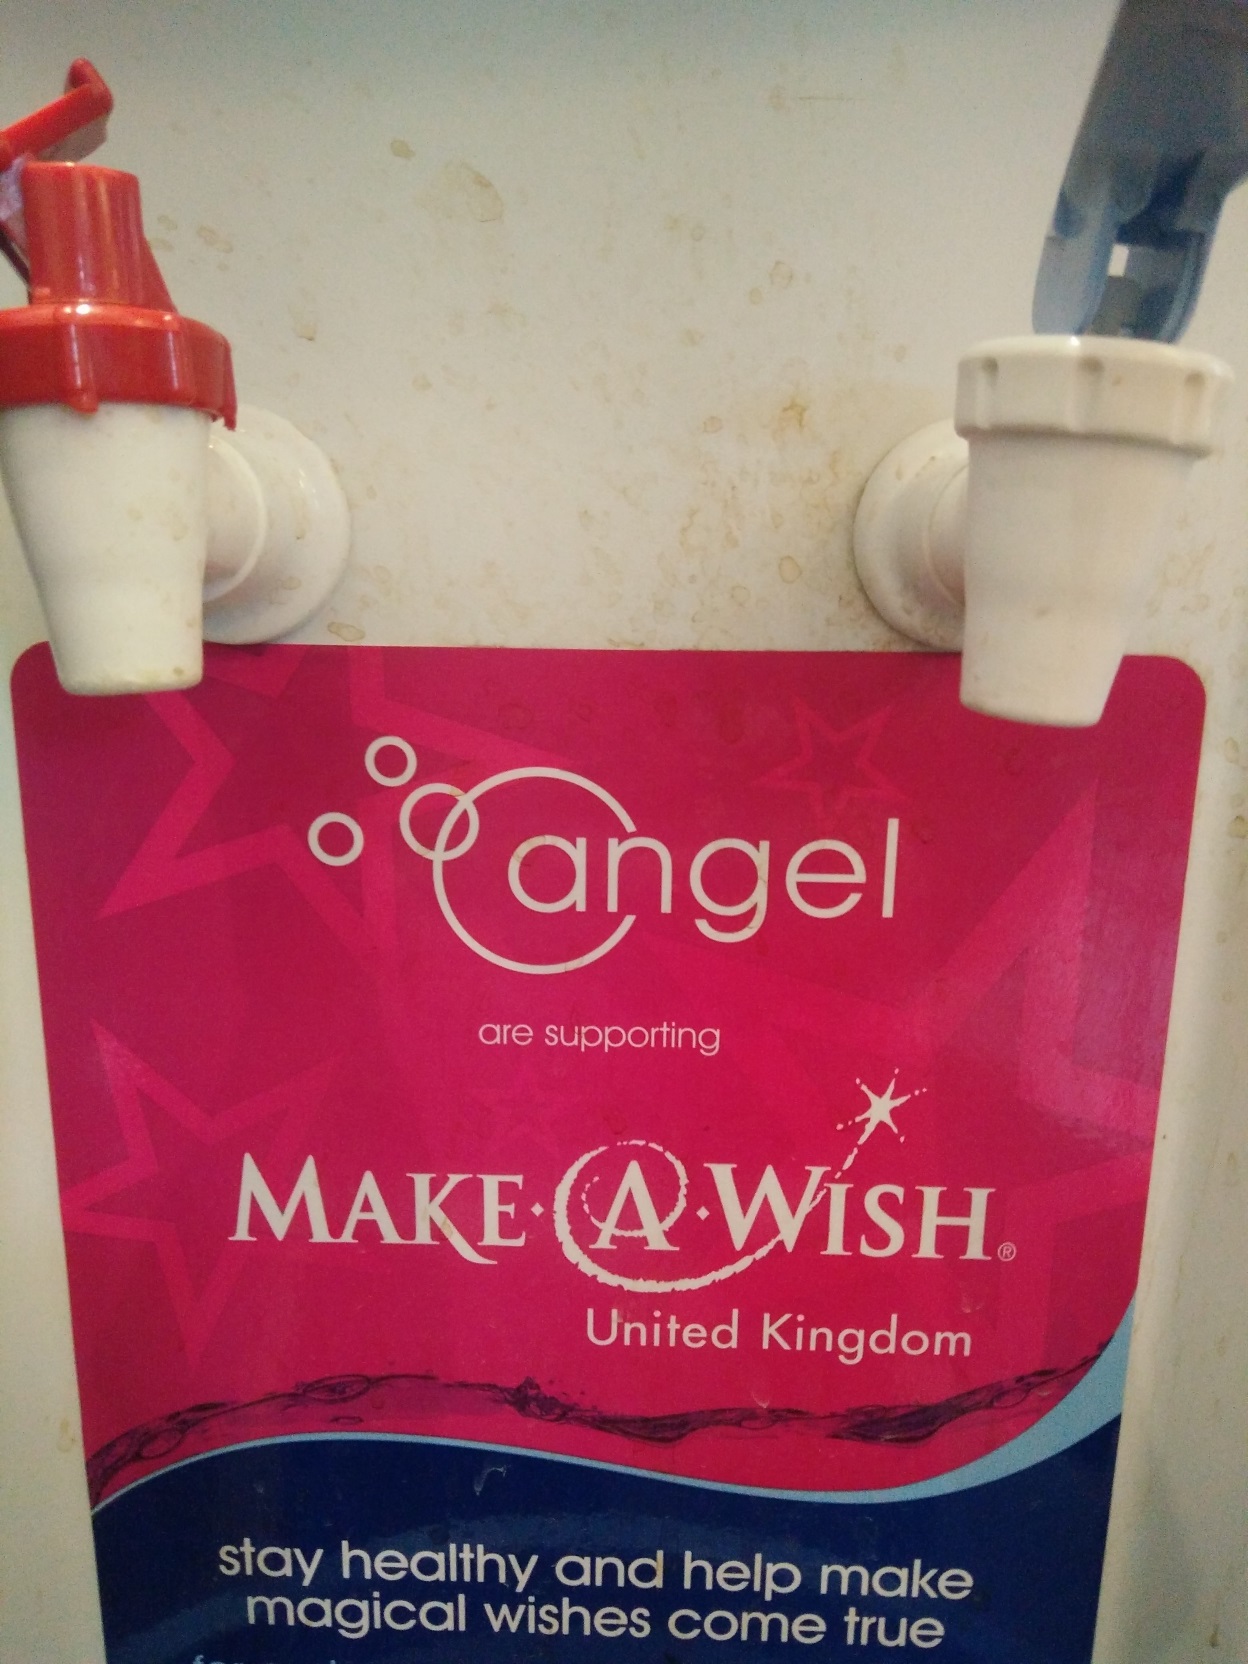 angel
are supporting
MAKE·A·WISH®
United Kingdom
stay healthy and help make
magical wishes come true